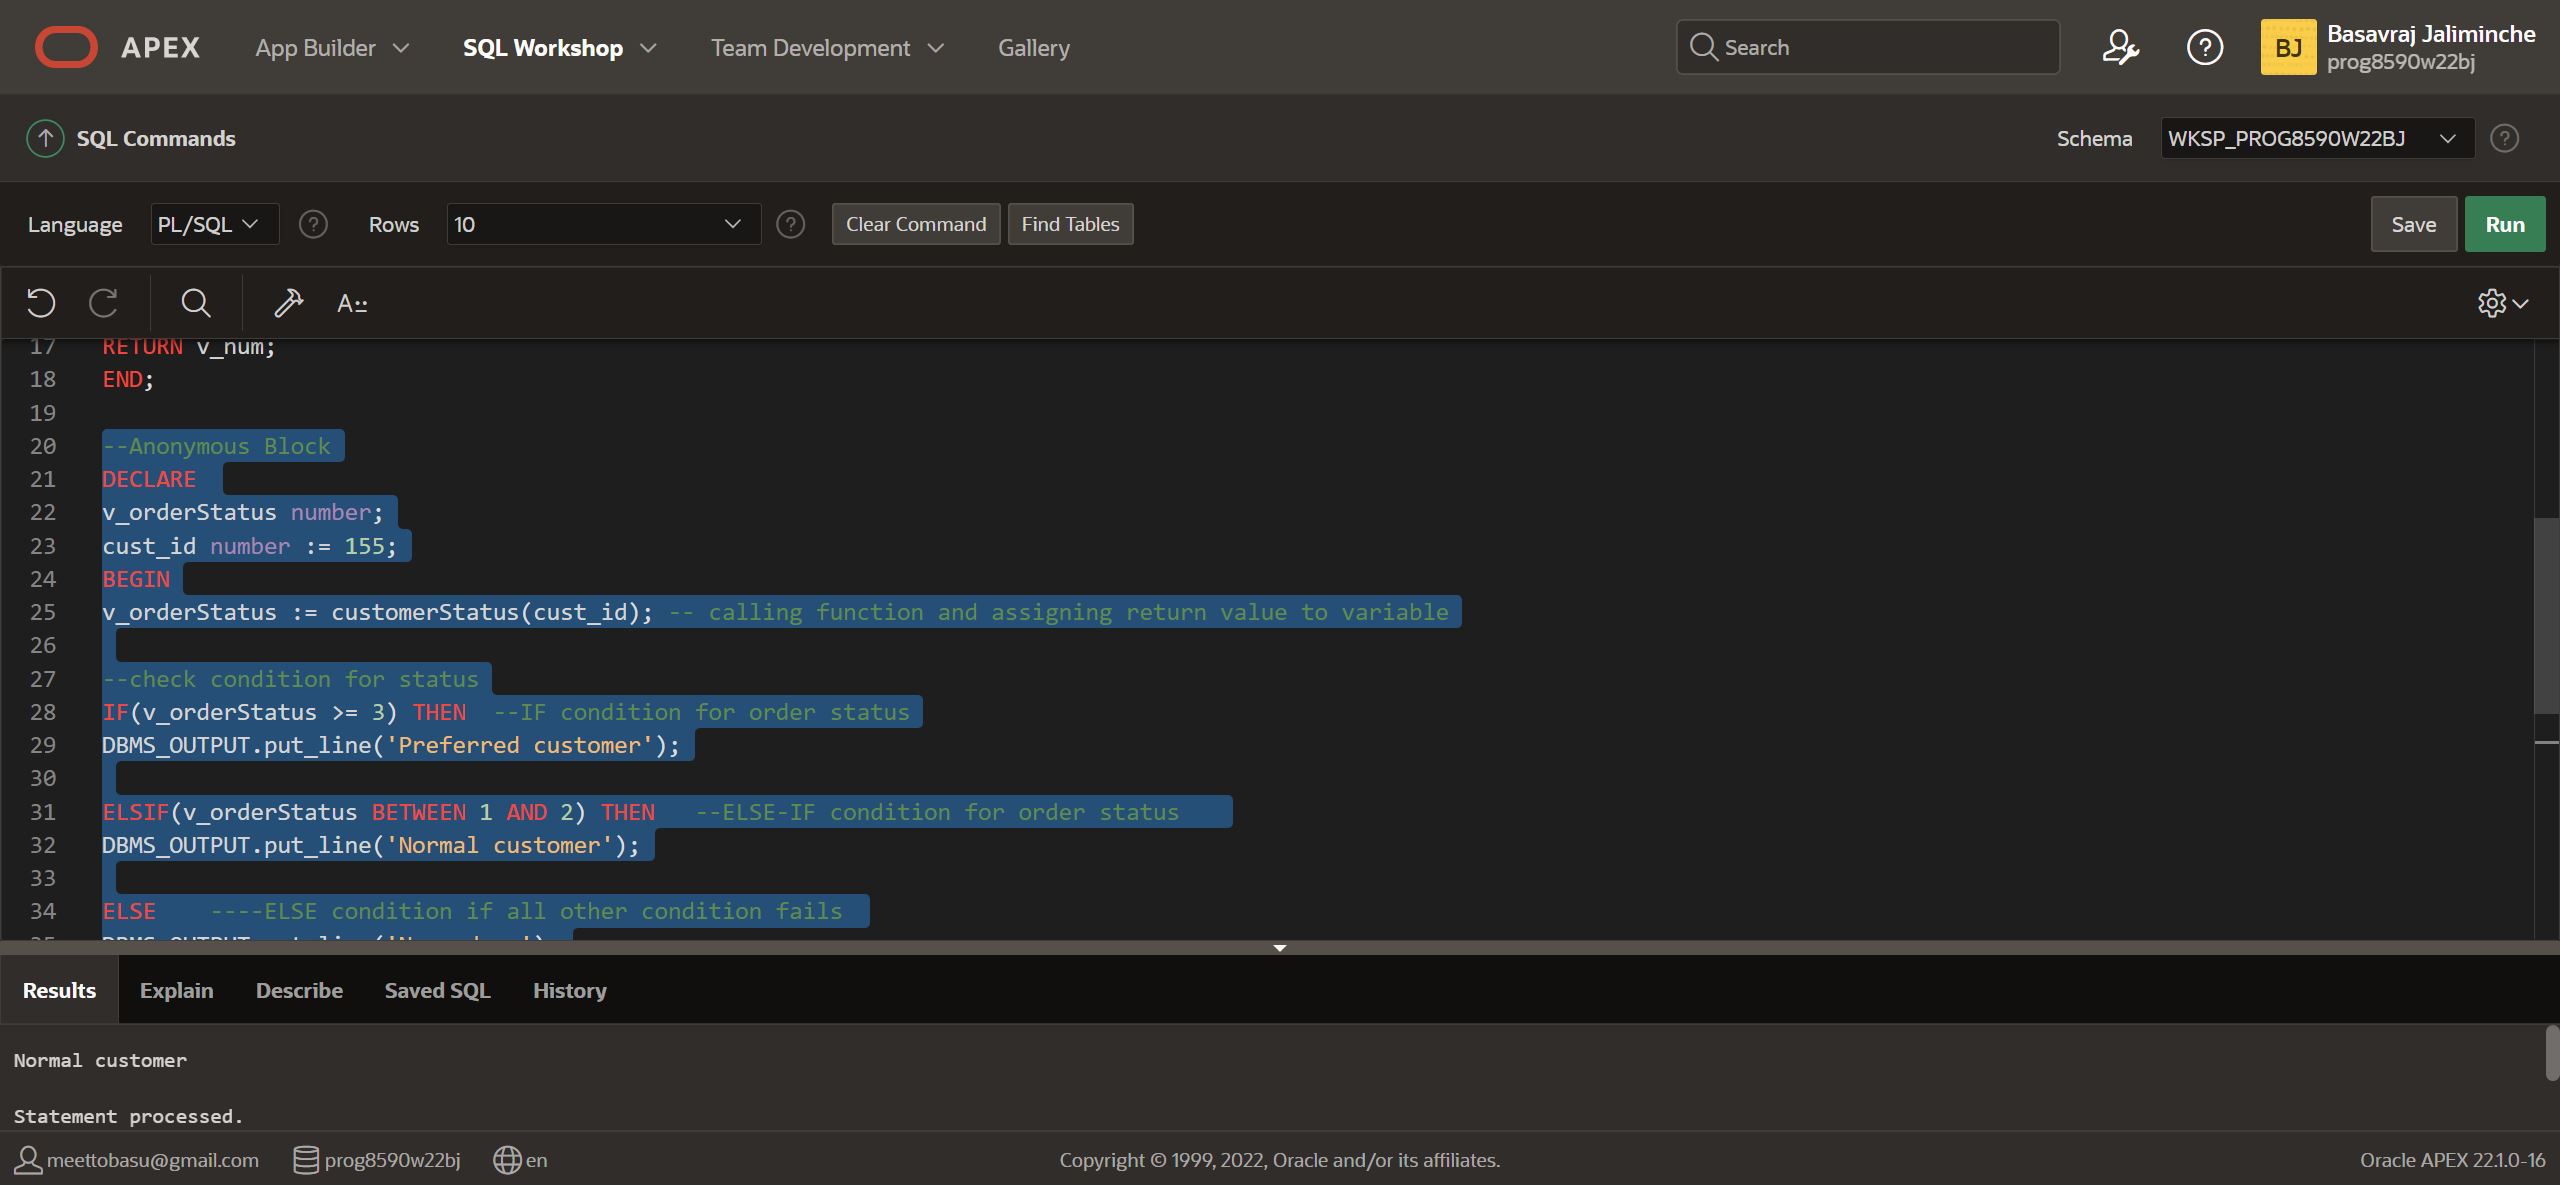 APEX App Builder SQL Workshop Team Development Gallery Search BJ Basavraj Jaliminche
prog8590w22bj
SQL Commands Schema WKSP_PROG8590W22BJ
Language PL/SQL Rows 10 Clear Command Find Tables Save Run
A::
17 RETURN v_num;
18 END;
19
20 --Anonymous Block
21 DECLARE
22 v_orderStatus number;
23 cust_id number := 155;
24 BEGIN
25 v_orderStatus := customerStatus(cust_id); -- calling function and assigning return value to variable
26
27 --check condition for status
28 IF(v_orderStatus >= 3) THEN  --IF condition for order status
29 DBMS_OUTPUT.put_line('Preferred customer');
30
31 ELSIF(v_orderStatus BETWEEN 1 AND 2) THEN   --ELSE-IF condition for order status
32 DBMS_OUTPUT.put_line('Normal customer');
33
34 ELSE    ----ELSE condition if all other condition fails
Results Explain Describe Saved SQL History
Normal customer
Statement processed.
meettobasu@gmail.com prog8590w22bj en Copyright © 1999, 2022, Oracle and/or its affiliates. Oracle APEX 22.1.0-16